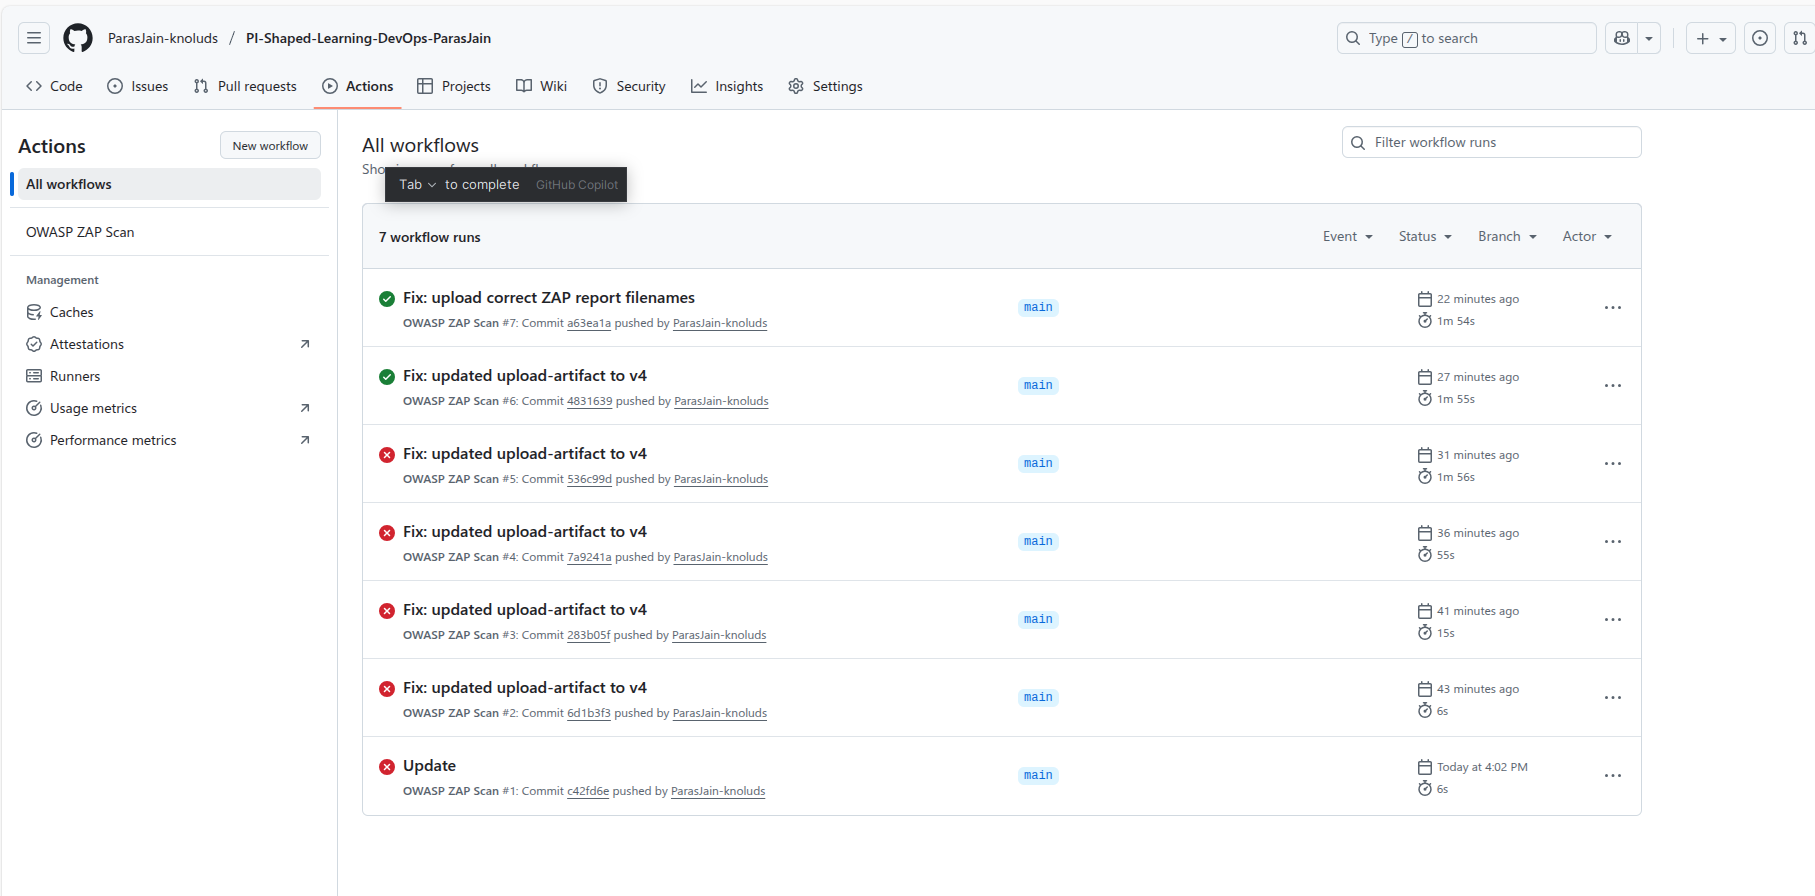 ParasJain-knoluds / PI-Shaped-Learning-DevOps-ParasJain
Type / to search
Code
Issues
Pull requests
Actions
Projects
Wiki
Security
Insights
Settings
Actions
New workflow
All workflows
OWASP ZAP Scan
Management
Caches
Attestations
Runners
Usage metrics
Performance metrics
All workflows
Filter workflow runs
Tab to complete GitHub Copilot
7 workflow runs
Event
Status
Branch
Actor
Fix: upload correct ZAP report filenames
OWASP ZAP Scan #7: Commit a63ea1a pushed by ParasJain-knoluds
main
22 minutes ago
1m 54s
Fix: updated upload-artifact to v4
OWASP ZAP Scan #6: Commit 4831639 pushed by ParasJain-knoluds
main
27 minutes ago
1m 55s
Fix: updated upload-artifact to v4
OWASP ZAP Scan #5: Commit 536c99d pushed by ParasJain-knoluds
main
31 minutes ago
1m 56s
Fix: updated upload-artifact to v4
OWASP ZAP Scan #4: Commit 7a9241a pushed by ParasJain-knoluds
main
36 minutes ago
55s
Fix: updated upload-artifact to v4
OWASP ZAP Scan #3: Commit 283b05f pushed by ParasJain-knoluds
main
41 minutes ago
15s
Fix: updated upload-artifact to v4
OWASP ZAP Scan #2: Commit 6d1b3f3 pushed by ParasJain-knoluds
main
43 minutes ago
6s
Update
OWASP ZAP Scan #1: Commit c42fd6e pushed by ParasJain-knoluds
main
Today at 4:02 PM
6s